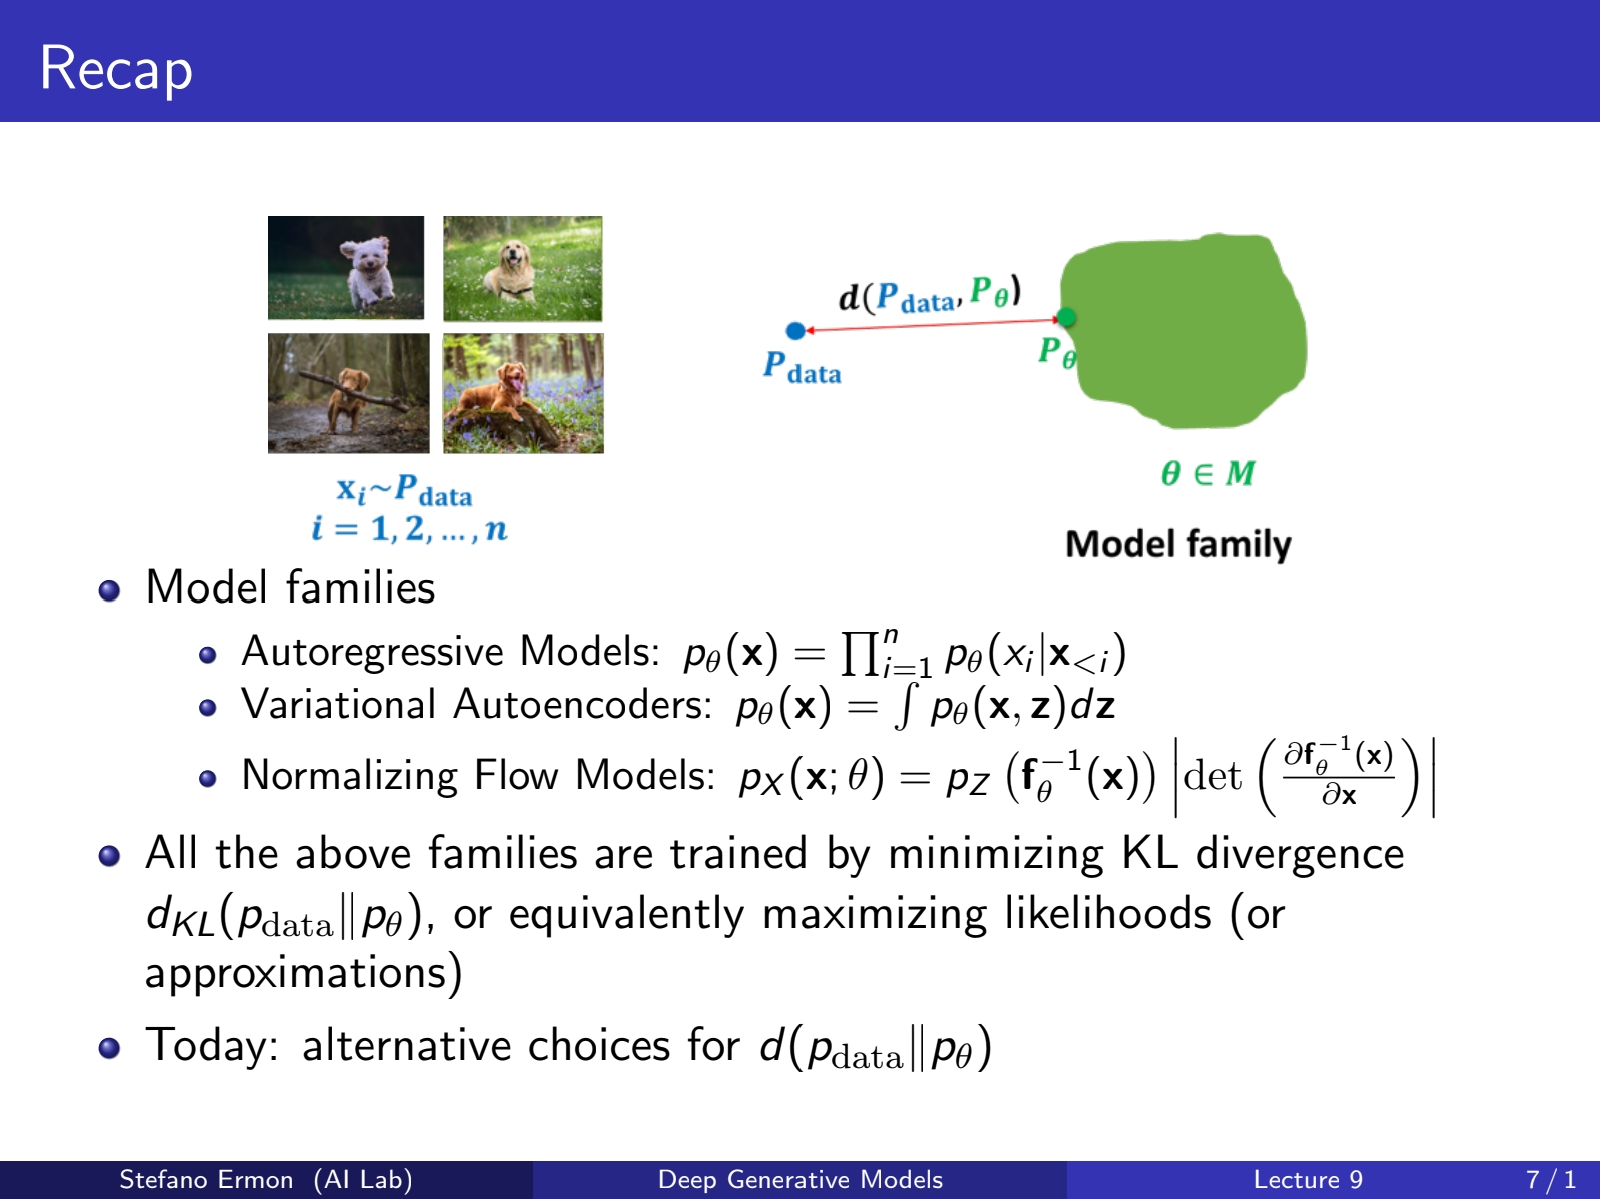 Recap
d(P_data, P_θ)
P_data
P_θ
x_i~P_data
i = 1, 2, ..., n
θ ∈ M
Model family
Model families
Autoregressive Models: p_θ(x) = ∏_{i=1}^{n} p_θ(x_i|x_{<i})
Variational Autoencoders: p_θ(x) = ∫ p_θ(x, z)dz
Normalizing Flow Models: p_X(x; θ) = p_Z (f_θ^{−1}(x)) |det (∂f_θ^{−1}(x)/∂x)|
All the above families are trained by minimizing KL divergence
d_{KL}(p_data‖p_θ), or equivalently maximizing likelihoods (or
approximations)
Today: alternative choices for d(p_data‖p_θ)
Stefano Ermon (AI Lab) Deep Generative Models Lecture 9 7 / 1